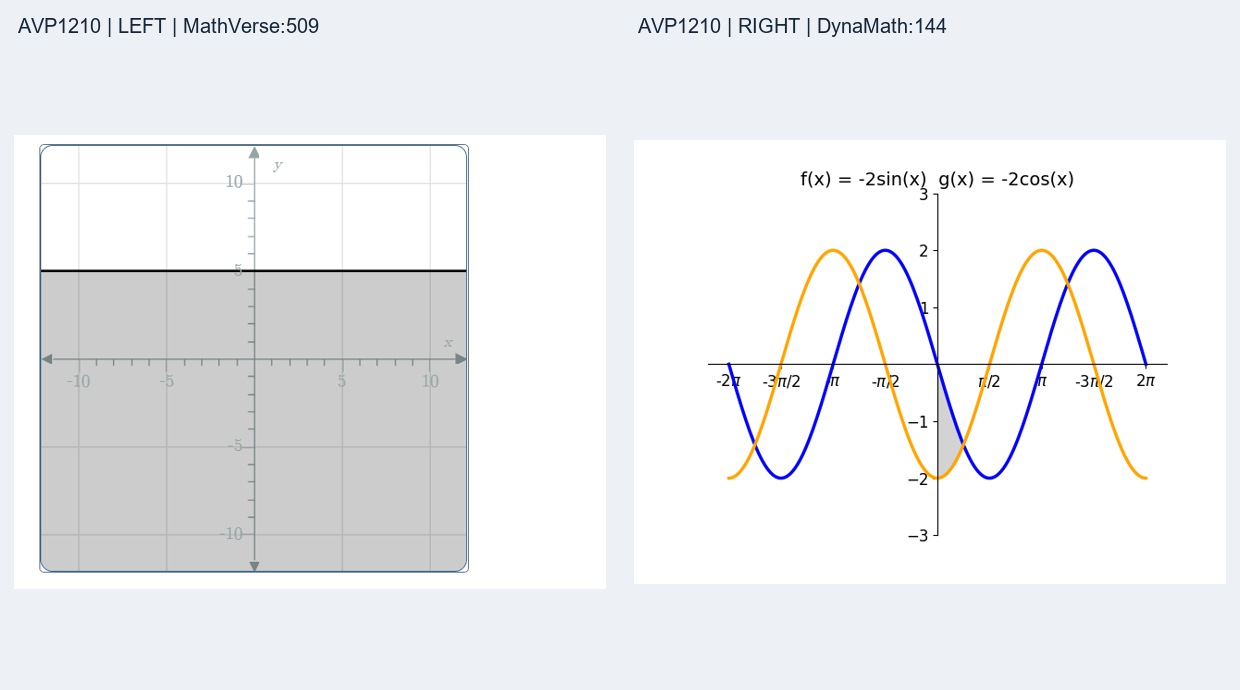 AVP1210 | LEFT | MathVerse:509
AVP1210 | RIGHT | DynaMath:144
y
10
5
x
-10 -5 5 10
-5
-10
f(x) = -2sin(x) g(x) = -2cos(x)
3
2
1
-2π -3π/2 -π -π/2 π/2 π -3π/2 2π
−1
−2
−3